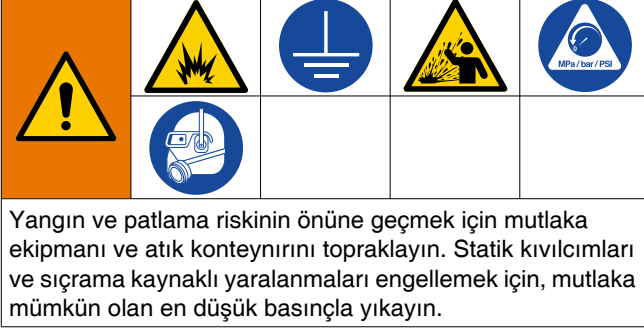 MPa / bar / PSI
Yangın ve patlama riskinin önüne geçmek için mutlaka
ekipmanı ve atık konteynırını topraklayın. Statik kıvılcımları
ve sıçrama kaynaklı yaralanmaları engellemek için, mutlaka
mümkün olan en düşük basınçla yıkayın.